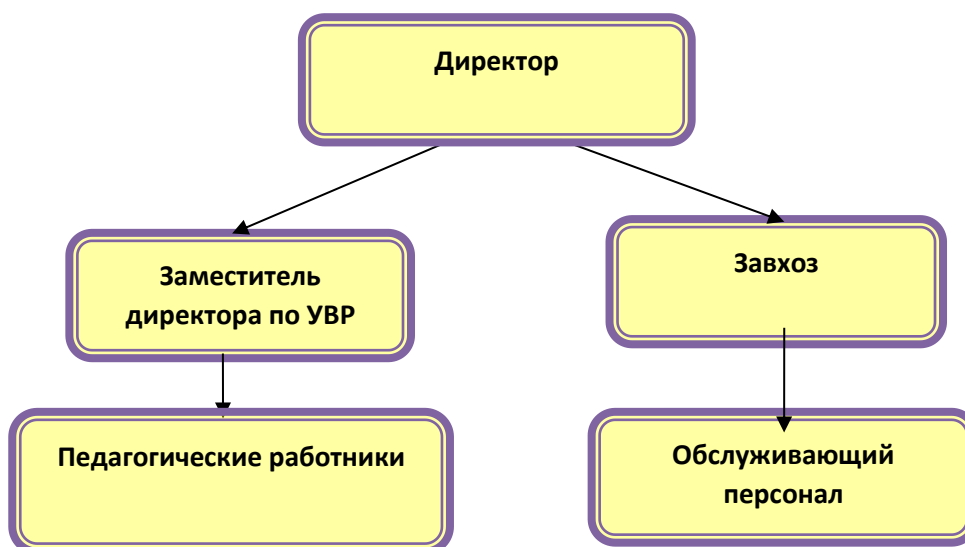 Директор
Заместитель
директора по УВР
Завхоз
Педагогические работники
Обслуживающий
персонал